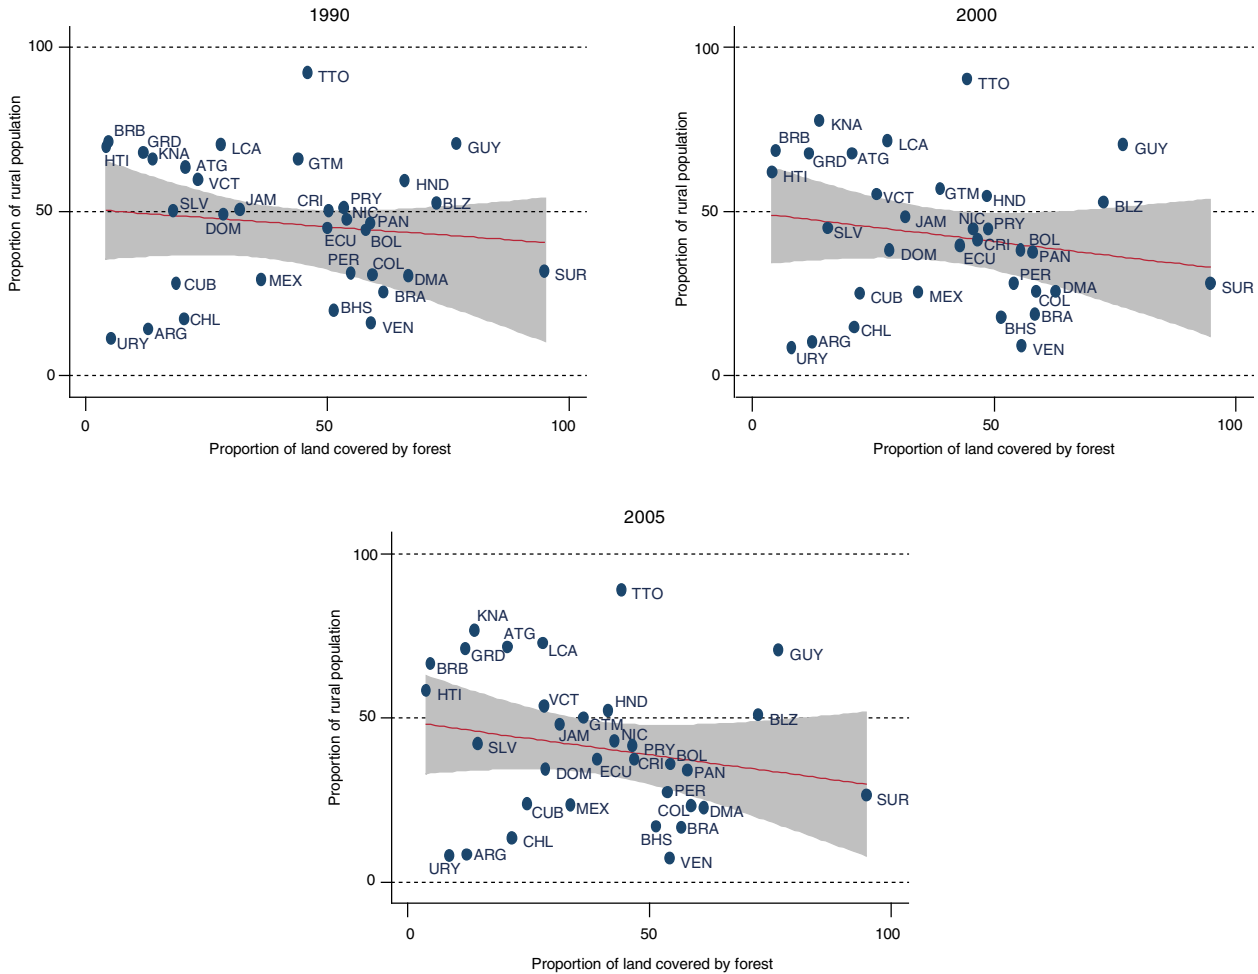 1990
100
50
0
Proportion of rural population
TTO
BRB
GRD
HTI
KNA
LCA
ATG
VCT
GTM
GUY
HND
SLV
JAM
CRI
PRY
BLZ
DOM
NIC
PAN
ECU
BOL
PER
COL
CUB
MEX
DMA
SUR
BRA
BHS
CHL
ARG
URY
VEN
0
50
100
Proportion of land covered by forest
2000
100
50
0
Proportion of rural population
TTO
KNA
BRB
LCA
GRD
ATG
GUY
HTI
VCT
GTM
HND
BLZ
JAM
NIC
PRY
SLV
CRI
BOL
DOM
ECU
PAN
PER
CUB
MEX
COL
DMA
SUR
BHS
BRA
CHL
ARG
URY
VEN
0
50
100
Proportion of land covered by forest
2005
100
50
0
Proportion of rural population
TTO
KNA
ATG
GRD
LCA
GUY
BRB
HTI
VCT
HND
GTM
BLZ
JAM
NIC
SLV
PRY
BOL
CRI
DOM
ECU
PAN
PER
CUB
MEX
COL
DMA
SUR
BHS
BRA
CHL
ARG
URY
VEN
0
50
100
Proportion of land covered by forest